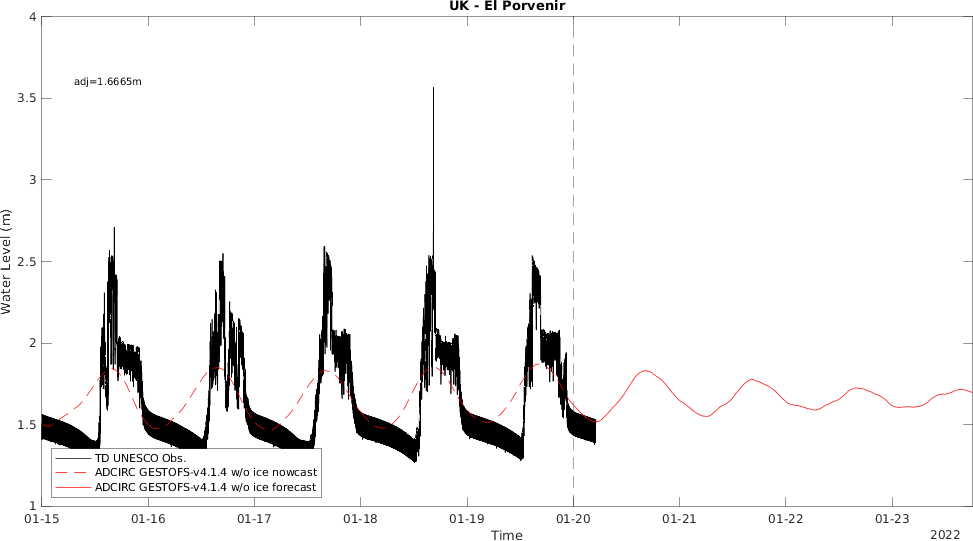 UK - El Porvenir
4
adj=1.6665m
3.5
3
2.5
Water Level (m)
2
1.5
TD UNESCO Obs.
ADCIRC GESTOFS-v4.1.4 w/o ice nowcast
ADCIRC GESTOFS-v4.1.4 w/o ice forecast
1
01-15 01-16 01-17 01-18 01-19 01-20 01-21 01-22 01-23
Time
2022